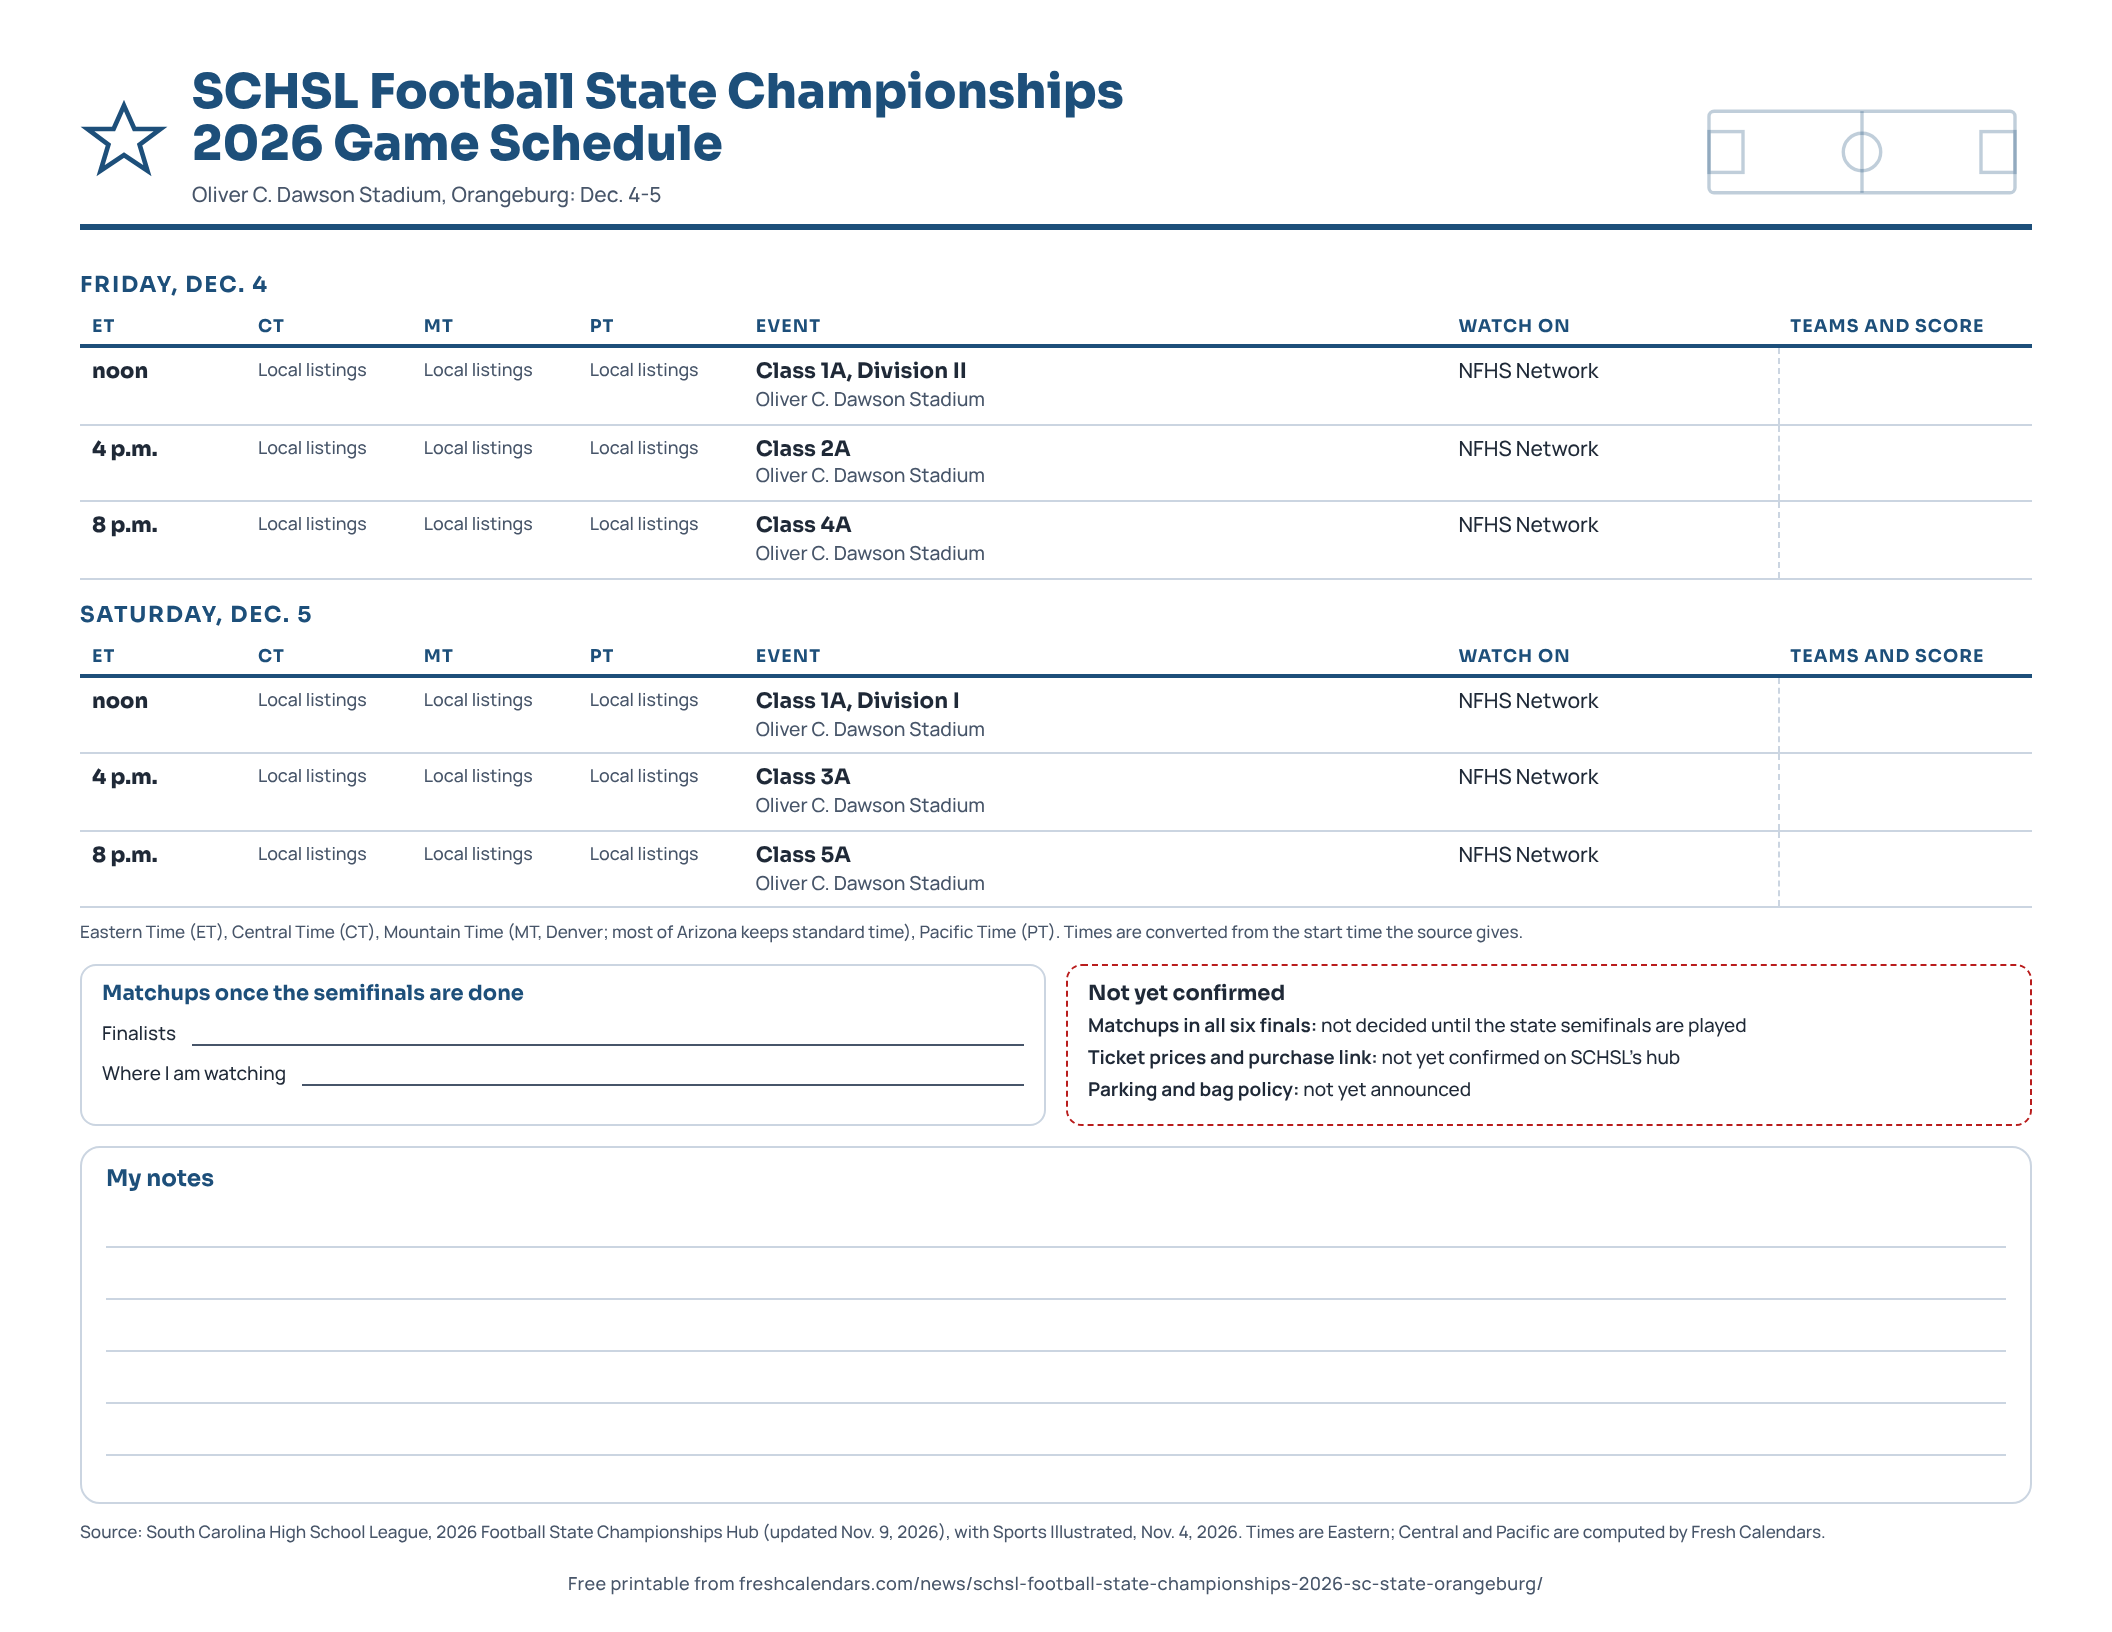 SCHSL Football State Championships
2026 Game Schedule
Oliver C. Dawson Stadium, Orangeburg: Dec. 4-5
FRIDAY, DEC. 4
ET CT MT PT EVENT WATCH ON TEAMS AND SCORE
noon Local listings Local listings Local listings Class 1A, Division II NFHS Network
Oliver C. Dawson Stadium
4 p.m. Local listings Local listings Local listings Class 2A NFHS Network
Oliver C. Dawson Stadium
8 p.m. Local listings Local listings Local listings Class 4A NFHS Network
Oliver C. Dawson Stadium
SATURDAY, DEC. 5
ET CT MT PT EVENT WATCH ON TEAMS AND SCORE
noon Local listings Local listings Local listings Class 1A, Division I NFHS Network
Oliver C. Dawson Stadium
4 p.m. Local listings Local listings Local listings Class 3A NFHS Network
Oliver C. Dawson Stadium
8 p.m. Local listings Local listings Local listings Class 5A NFHS Network
Oliver C. Dawson Stadium
Eastern Time (ET), Central Time (CT), Mountain Time (MT, Denver; most of Arizona keeps standard time), Pacific Time (PT). Times are converted from the start time the source gives.
Matchups once the semifinals are done
Finalists
Where I am watching
Not yet confirmed
Matchups in all six finals: not decided until the state semifinals are played
Ticket prices and purchase link: not yet confirmed on SCHSL's hub
Parking and bag policy: not yet announced
My notes
Source: South Carolina High School League, 2026 Football State Championships Hub (updated Nov. 9, 2026), with Sports Illustrated, Nov. 4, 2026. Times are Eastern; Central and Pacific are computed by Fresh Calendars.
Free printable from freshcalendars.com/news/schsl-football-state-championships-2026-sc-state-orangeburg/